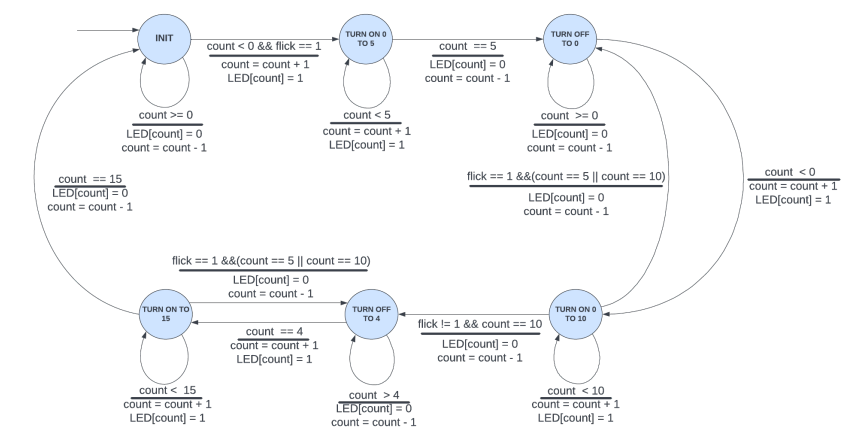 INIT
count < 0 && flick == 1
count = count + 1
LED[count] = 1
TURN ON 0
TO 5
count == 5
LED[count] = 0
count = count - 1
TURN OFF
TO 0
count >= 0
LED[count] = 0
count = count - 1
count < 5
count = count + 1
LED[count] = 1
count >= 0
LED[count] = 0
count = count - 1
count == 15
LED[count] = 0
count = count - 1
flick == 1 &&(count == 5 || count == 10)
LED[count] = 0
count = count - 1
count < 0
count = count + 1
LED[count] = 1
flick == 1 &&(count == 5 || count == 10)
LED[count] = 0
count = count - 1
TURN ON TO
15
count == 4
count = count + 1
LED[count] = 1
TURN OFF
TO 4
flick != 1 && count == 10
LED[count] = 0
count = count - 1
TURN ON 0
TO 10
count < 15
count = count + 1
LED[count] = 1
count > 4
LED[count] = 0
count = count - 1
count < 10
count = count + 1
LED[count] = 1